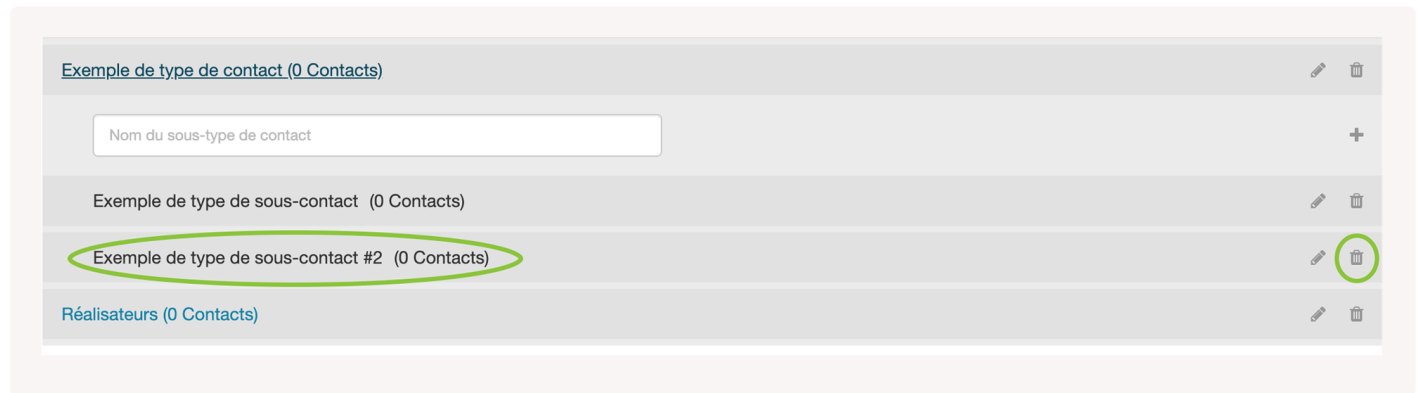 Exemple de type de contact (0 Contacts)
Nom du sous-type de contact
Exemple de type de sous-contact (0 Contacts)
Exemple de type de sous-contact #2 (0 Contacts)
Réalisateurs (0 Contacts)